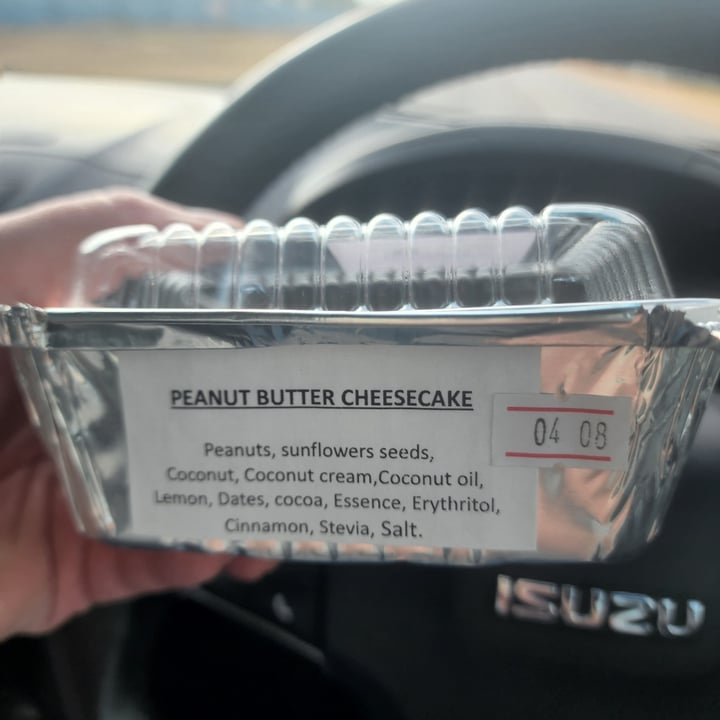 PEANUT BUTTER CHEESECAKE
04 08
Peanuts, sunflowers seeds,
Coconut, Coconut cream,Coconut oil,
Lemon, Dates, cocoa, Essence, Erythritol,
Cinnamon, Stevia, Salt.
ISUZU